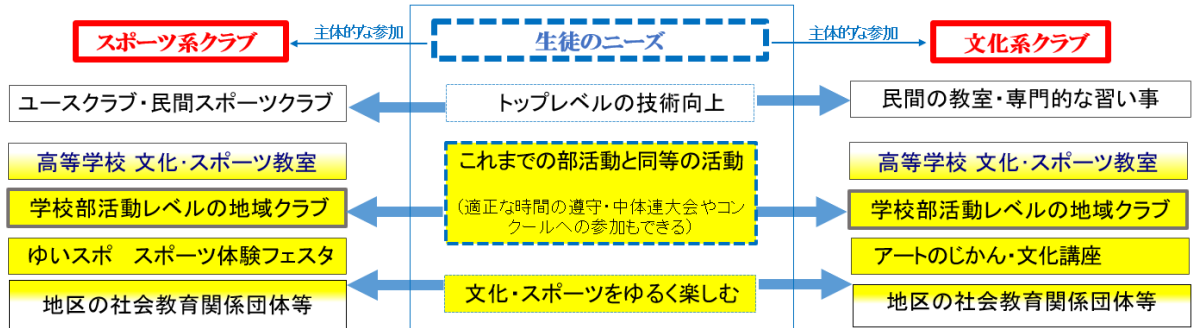 スポーツ系クラブ
主体的な参加
生徒のニーズ
主体的な参加
文化系クラブ
ユースクラブ・民間スポーツクラブ
トップレベルの技術向上
民間の教室・専門的な習い事
高等学校 文化・スポーツ教室
これまでの部活動と同等の活動
高等学校 文化・スポーツ教室
学校部活動レベルの地域クラブ
（適正な時間の遵守・中体連大会やコン
クールへの参加もできる）
学校部活動レベルの地域クラブ
ゆいスポ　スポーツ体験フェスタ
アートのじかん・文化講座
文化・スポーツをゆるく楽しむ
地区の社会教育関係団体等
地区の社会教育関係団体等